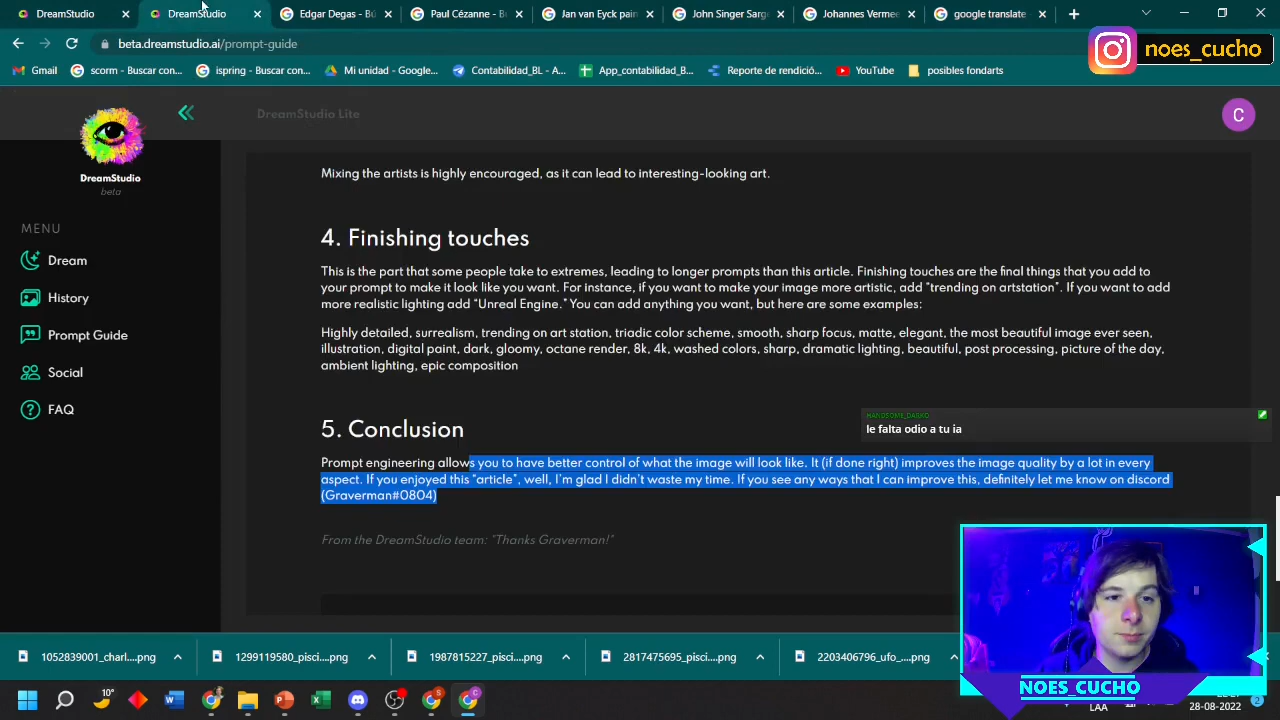 DreamStudio
DreamStudio
Edgar Degas - Bú
Paul Cézanne - B
Jan van Eyck pain
John Singer Sarg
Johannes Vermee
google translate -
beta.dreamstudio.ai/prompt-guide
noes_cucho
Gmail
scorm - Buscar con...
ispring - Buscar con...
Mi unidad - Google...
Contabilidad_BL - A...
App_contabilidad_B...
Reporte de rendició...
YouTube
posibles fondarts
DreamStudio Lite
C
DreamStudio
beta
MENU
Dream
History
Prompt Guide
Social
FAQ
Mixing the artists is highly encouraged, as it can lead to interesting-looking art.
4. Finishing touches
This is the part that some people take to extremes, leading to longer prompts than this article. Finishing touches are the final things that you add to
your prompt to make it look like you want. For instance, if you want to make your image more artistic, add "trending on artstation". If you want to add
more realistic lighting add "Unreal Engine." You can add anything you want, but here are some examples:
Highly detailed, surrealism, trending on art station, triadic color scheme, smooth, sharp focus, matte, elegant, the most beautiful image ever seen,
illustration, digital paint, dark, gloomy, octane render, 8k, 4k, washed colors, sharp, dramatic lighting, beautiful, post processing, picture of the day,
ambient lighting, epic composition
5. Conclusion
HANDSOME_DARKO
le falta odio a tu ia
Prompt engineering allows you to have better control of what the image will look like. It (if done right) improves the image quality by a lot in every
aspect. If you enjoyed this "article", well, I'm glad I didn't waste my time. If you see any ways that I can improve this, definitely let me know on discord
(Graverman#0804)
From the DreamStudio team: "Thanks Graverman!"
1052839001_charl....png
1299119580_pisci....png
1987815227_pisci....png
2817475695_pisci....png
2203406796_ufo_....png
NOES_CUCHO
10°
LAA
28-08-2022
2